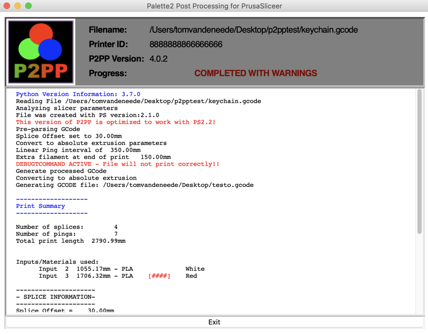 Palette2 Post Processing for PrusaSliceer
P2PP
Filename: /Users/tomvandeneede/Desktop/p2pptest/keychain.gcode
Printer ID: 8888888866666666
P2PP Version: 4.0.2
Progress: COMPLETED WITH WARNINGS
Python Version Information: 3.7.0
Reading File /Users/tomvandeneede/Desktop/p2pptest/keychain.gcode
Analysing slicer parameters
File was created with PS version:2.1.0
This version of P2PP is optimized to work with PS2.2!
Pre-parsing GCode
Splice Offset set to 30.00mm
Convert to absolute extrusion parameters
Linear Ping interval of 350.00mm
Extra filament at end of print 150.00mm
DEBUGTCOMMAND ACTIVE - File will not print correctly!!
Generate processed GCode
Converting to absolute extrusion
Generating GCODE file: /Users/tomvandeneede/Desktop/testo.gcode
-------------------
Print Summary
-------------------
Number of splices: 4
Number of pings: 7
Total print length 2790.99mm
Inputs/Materials used:
Input 2 1055.17mm - PLA White
Input 3 1706.32mm - PLA [####] Red
---------------------
- SPLICE INFORMATION-
---------------------
Splice Offset = 30.00mm
Exit